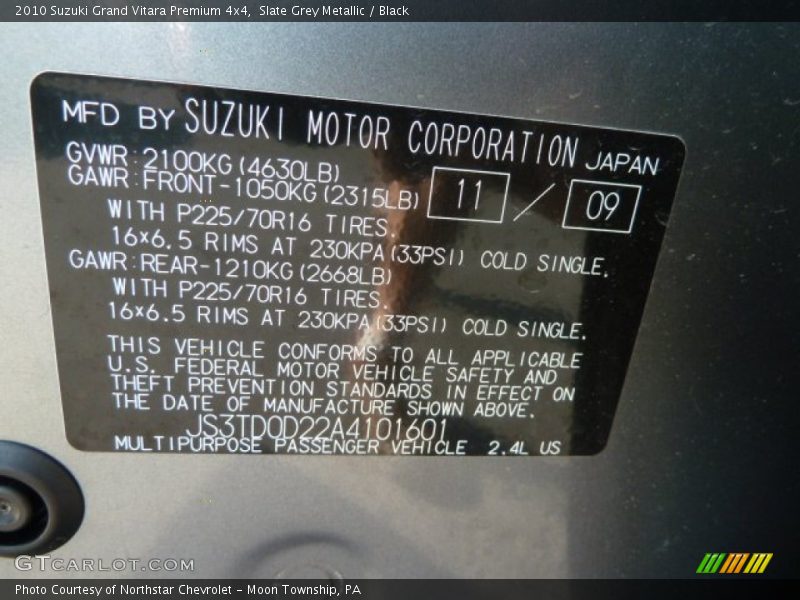 2010 Suzuki Grand Vitara Premium 4x4, Slate Grey Metallic / Black
MFD BY SUZUKI MOTOR CORPORATION JAPAN
GVWR:2100KG(4630LB)
GAWR:FRONT-1050KG(2315LB) 11 / 09
WITH P225/70R16 TIRES.
16×6.5 RIMS AT 230KPA(33PSI) COLD SINGLE.
GAWR:REAR-1210KG(2668LB)
WITH P225/70R16 TIRES.
16×6.5 RIMS AT 230KPA(33PSI) COLD SINGLE.
THIS VEHICLE CONFORMS TO ALL APPLICABLE
U.S. FEDERAL MOTOR VEHICLE SAFETY AND
THEFT PREVENTION STANDARDS IN EFFECT ON
THE DATE OF MANUFACTURE SHOWN ABOVE.
JS3TD0D22A4101601
MULTIPURPOSE PASSENGER VEHICLE 2.4L US
GTCARLOT.COM
Photo Courtesy of Northstar Chevrolet - Moon Township, PA